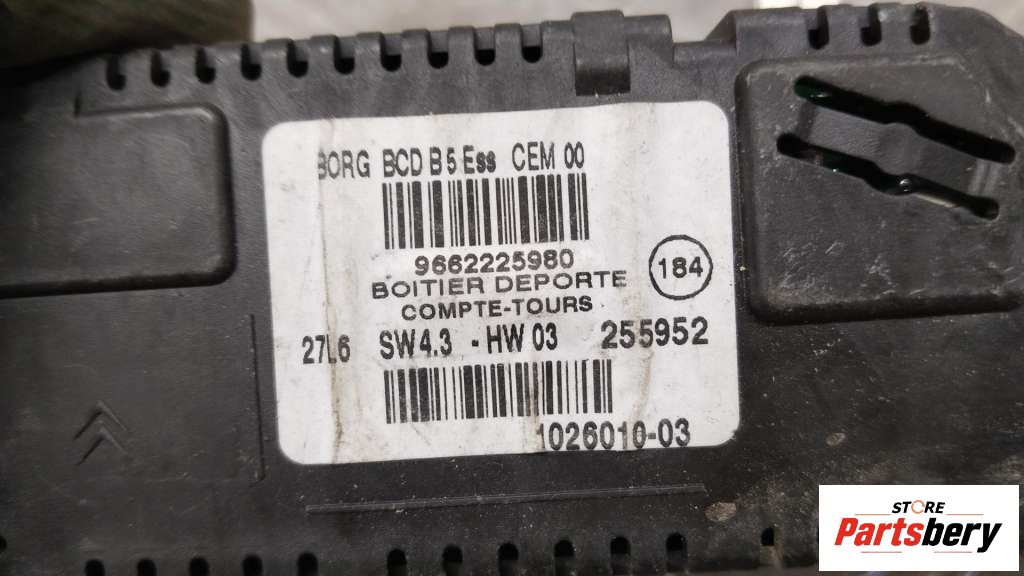 BORG BCD B5 Ess CEM 00
9662225980
184
BOITIER DEPORTE
COMPTE-TOURS
27L6 SW4.3 - HW 03 255952
1026010-03
STORE
Partsbery